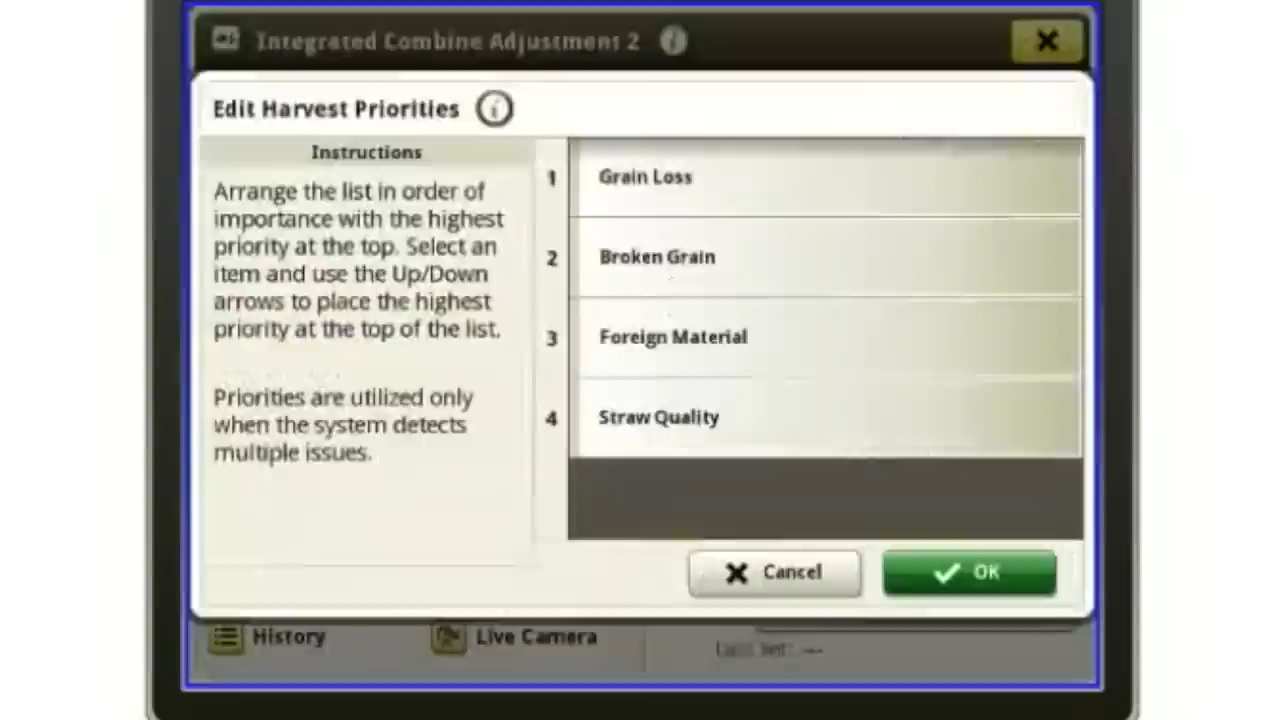 Integrated Combine Adjustment 2
Edit Harvest Priorities
Instructions
Arrange the list in order of
importance with the highest
priority at the top. Select an
item and use the Up/Down
arrows to place the highest
priority at the top of the list.
Priorities are utilized only
when the system detects
multiple issues.
1 Grain Loss
2 Broken Grain
3 Foreign Material
4 Straw Quality
Cancel
OK
History
Live Camera